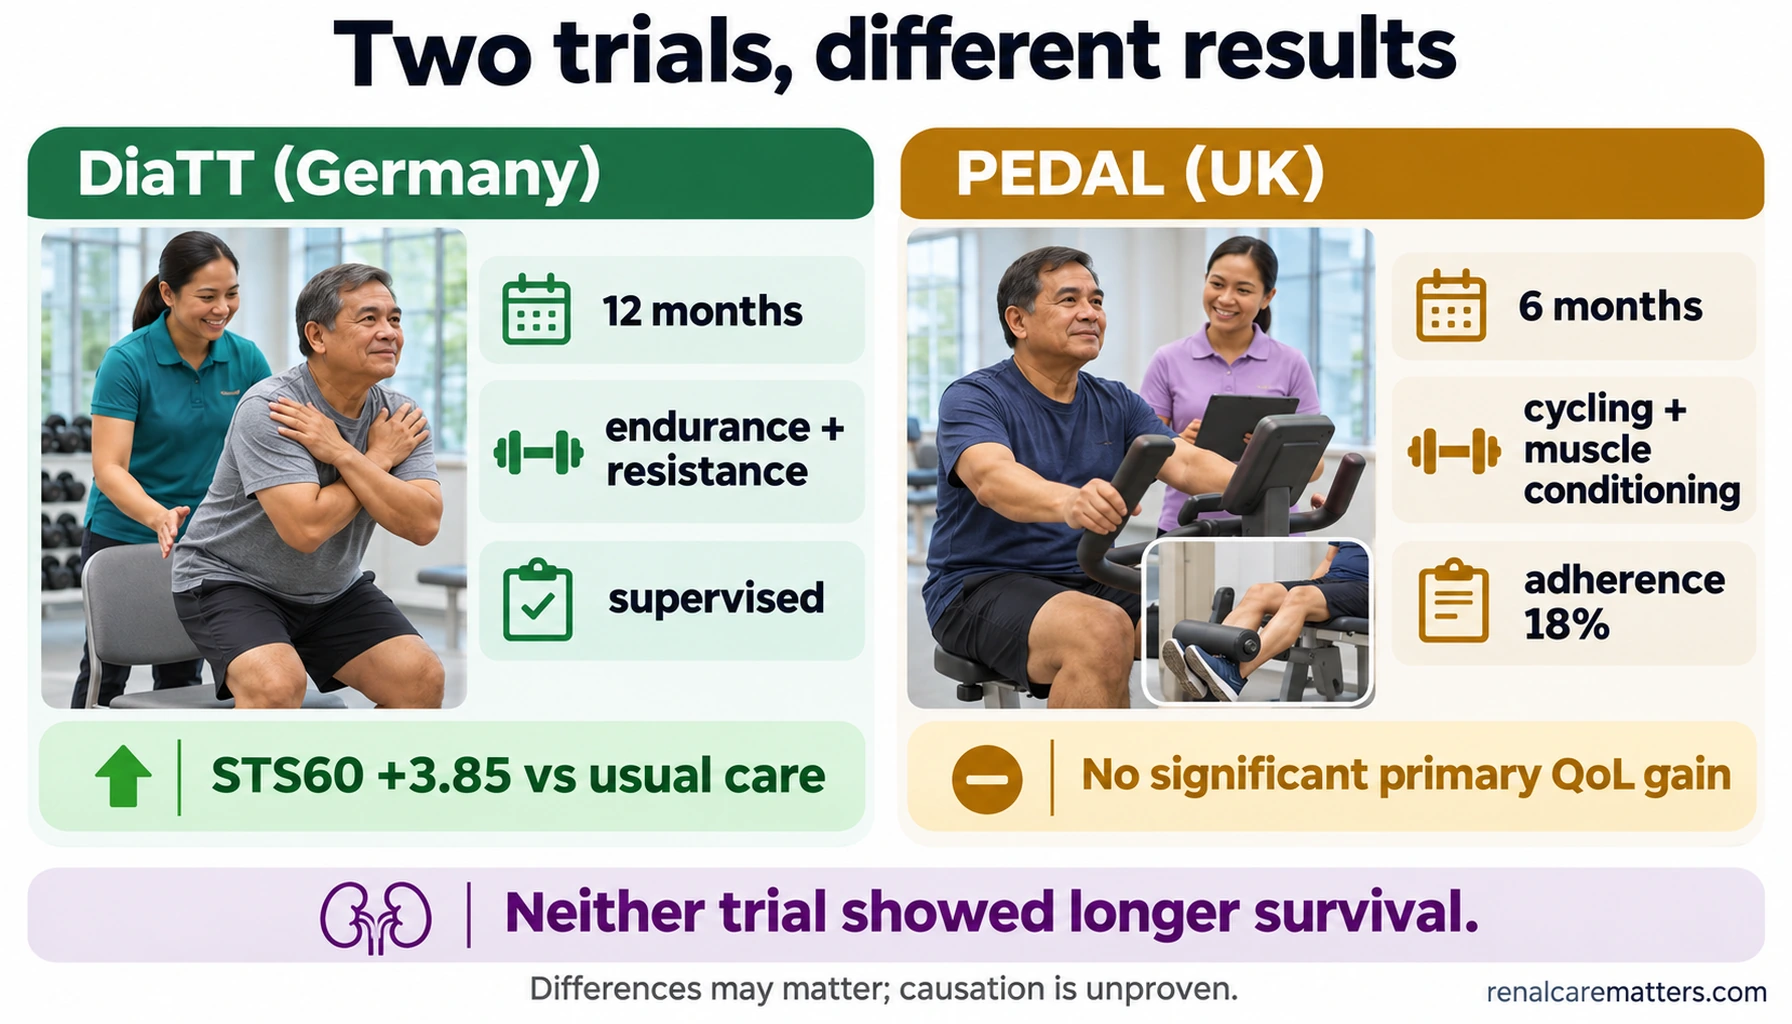 Two trials, different results
DiaTT (Germany)
12 months
endurance +
resistance
supervised
STS60 +3.85 vs usual care
PEDAL (UK)
6 months
cycling +
muscle
conditioning
adherence
18%
No significant primary QoL gain
Neither trial showed longer survival.
Differences may matter; causation is unproven.
renalcarematters.com